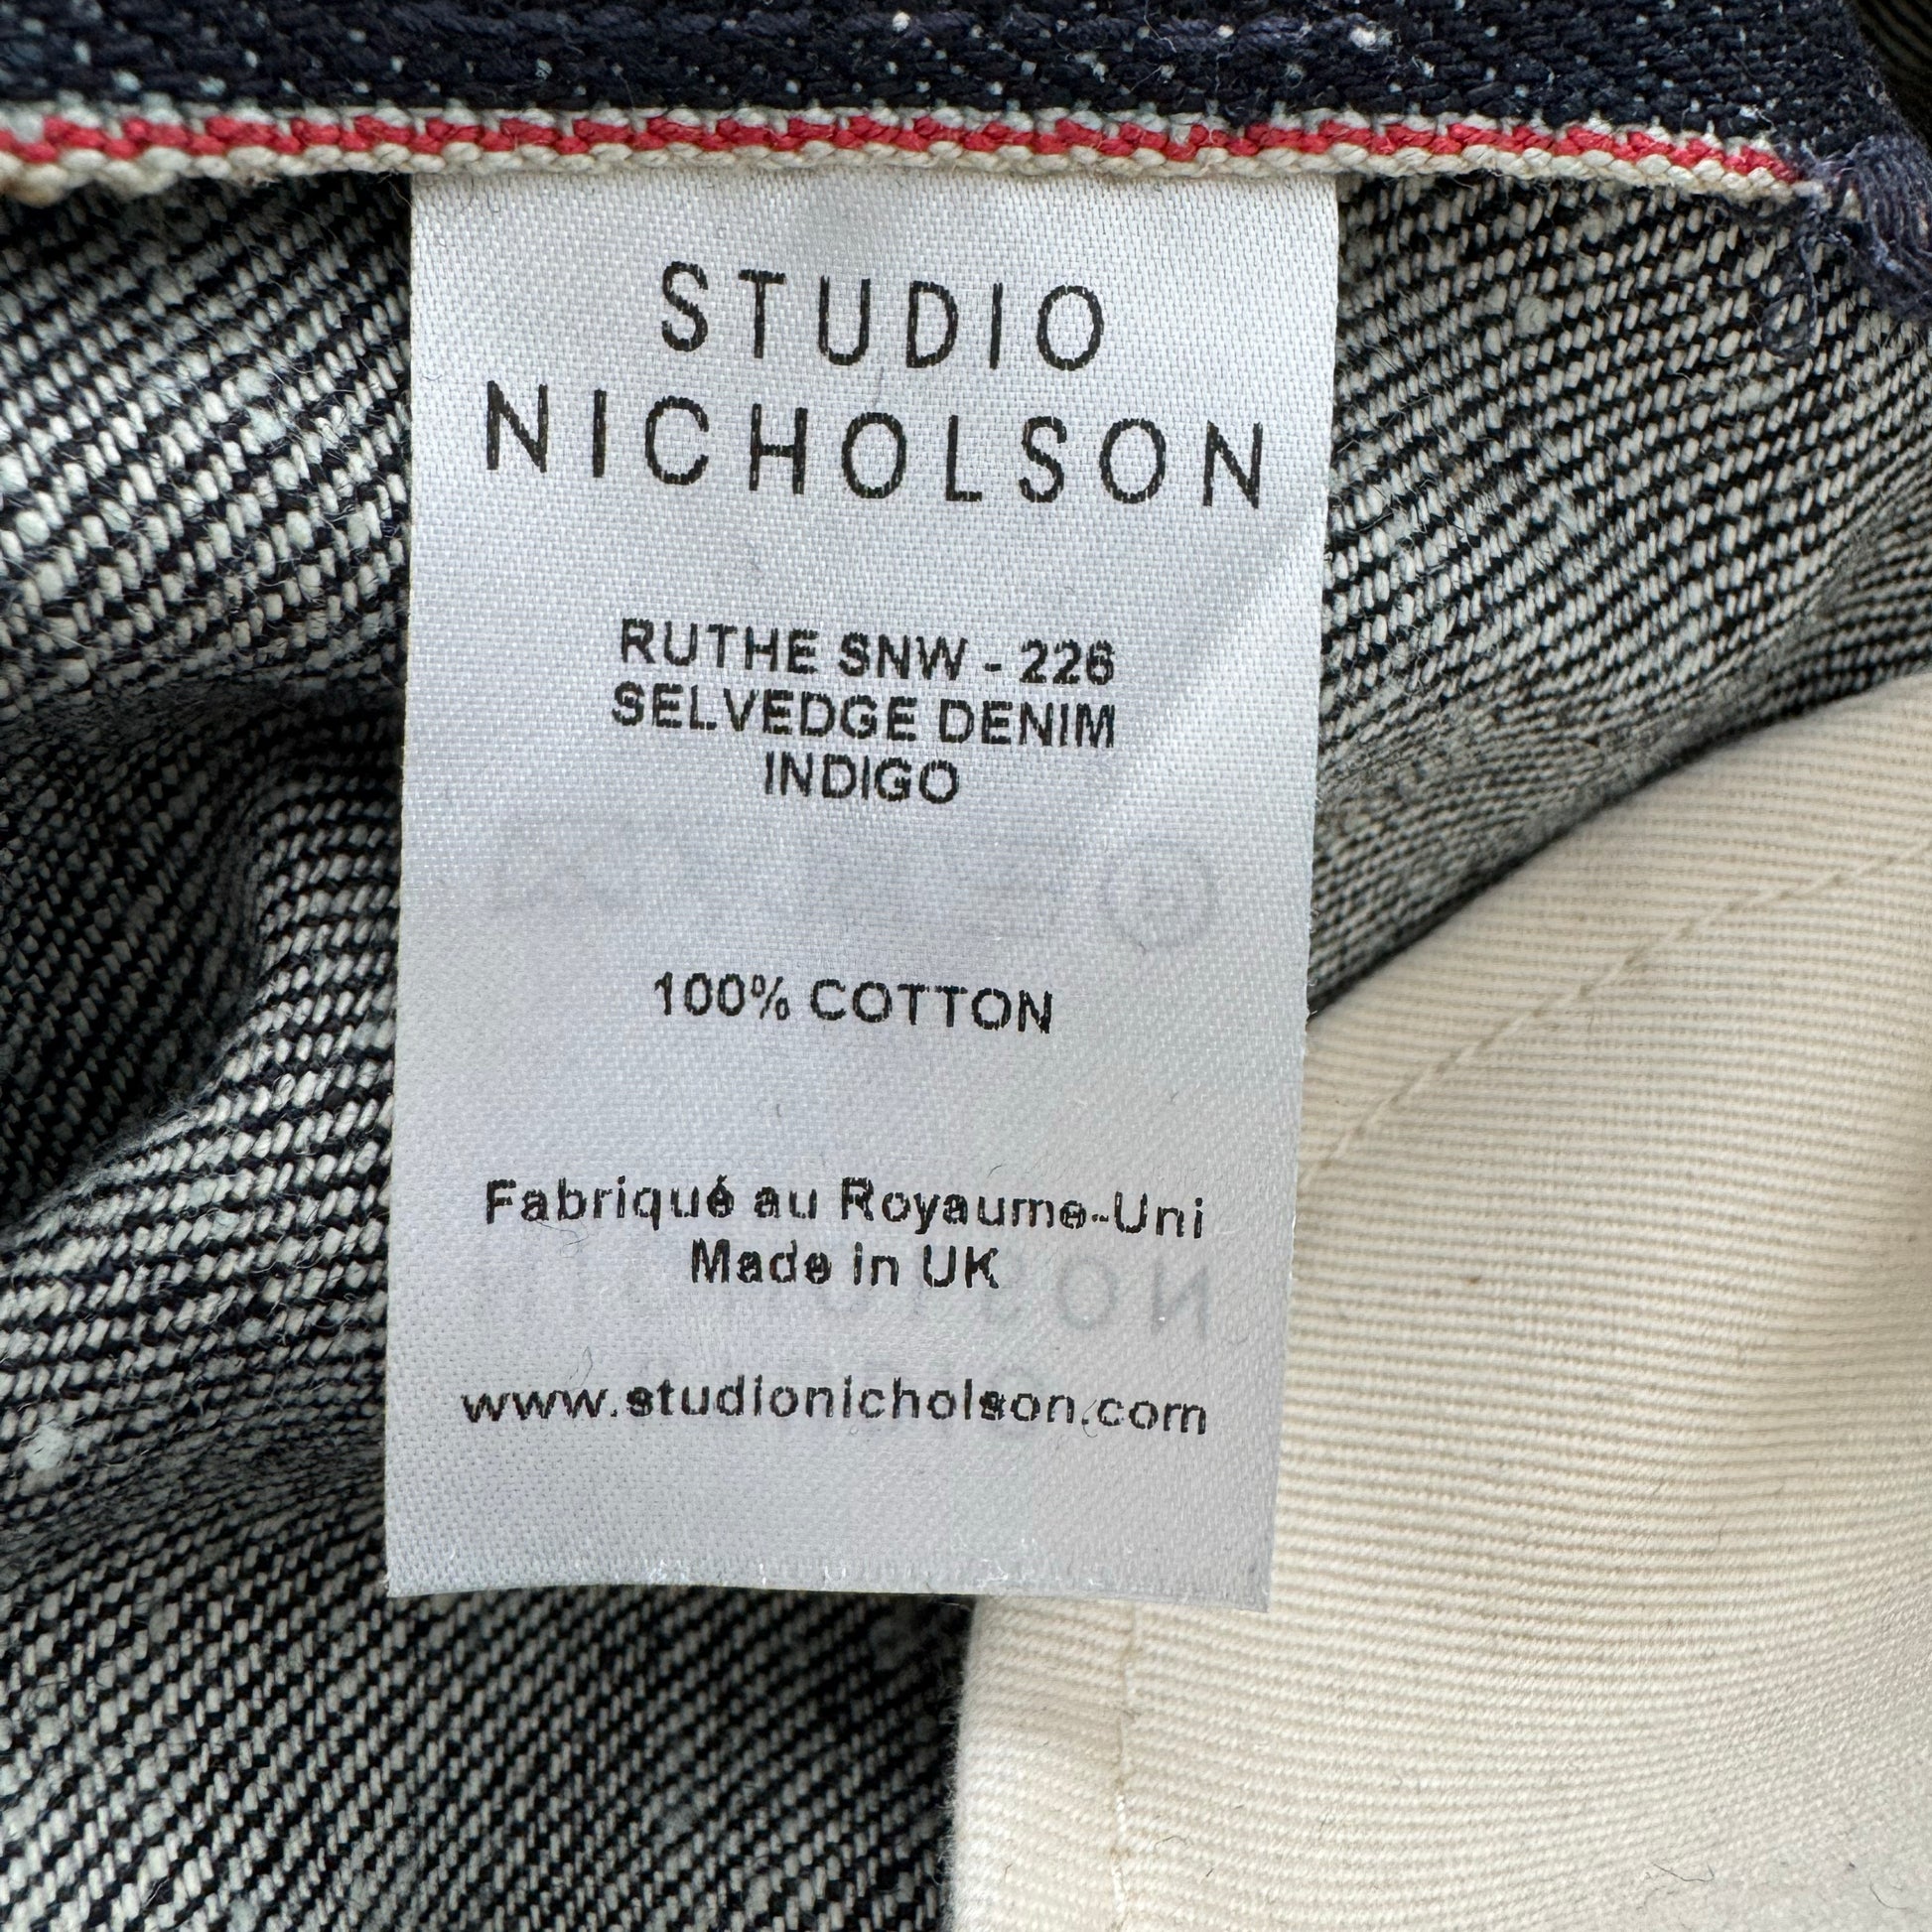 STUDIO
NICHOLSON
RUTHE SNW - 226
SELVEDGE DENIM
INDIGO
100% COTTON
Fabriqué au Royaume-Uni
Made in UK
www.studionicholson.com